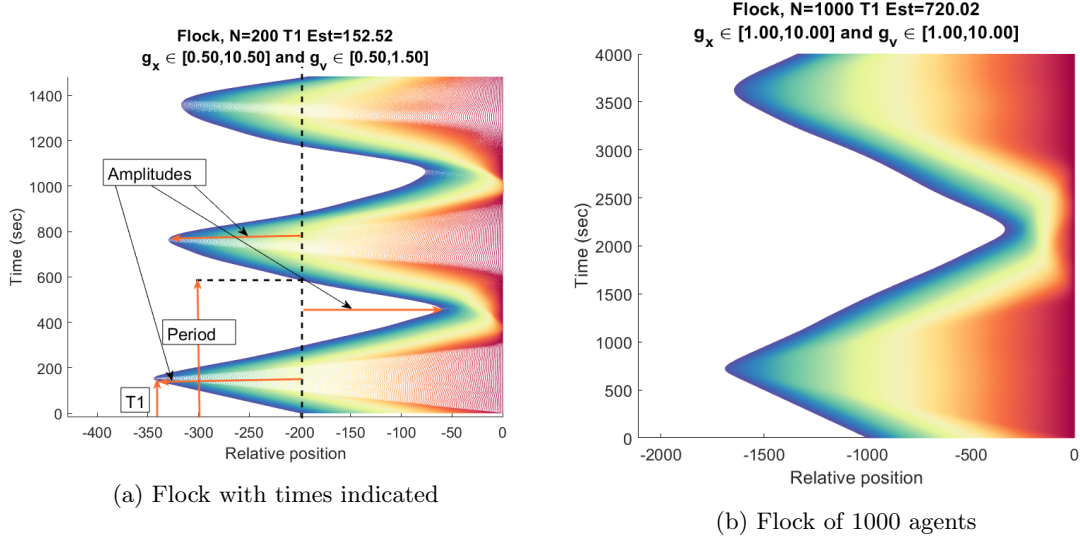 Flock, N=200 T1 Est=152.52
g_x ∈ [0.50,10.50] and g_v ∈ [0.50,1.50]
1400
1200
1000
800
600
400
200
0
Time (sec)
Amplitudes
Period
T1
-400
-350
-300
-250
-200
-150
-100
-50
0
Relative position
(a) Flock with times indicated
Flock, N=1000 T1 Est=720.02
g_x ∈ [1.00,10.00] and g_v ∈ [1.00,10.00]
4000
3500
3000
2500
2000
1500
1000
500
0
Time (sec)
-2000
-1500
-1000
-500
0
Relative position
(b) Flock of 1000 agents